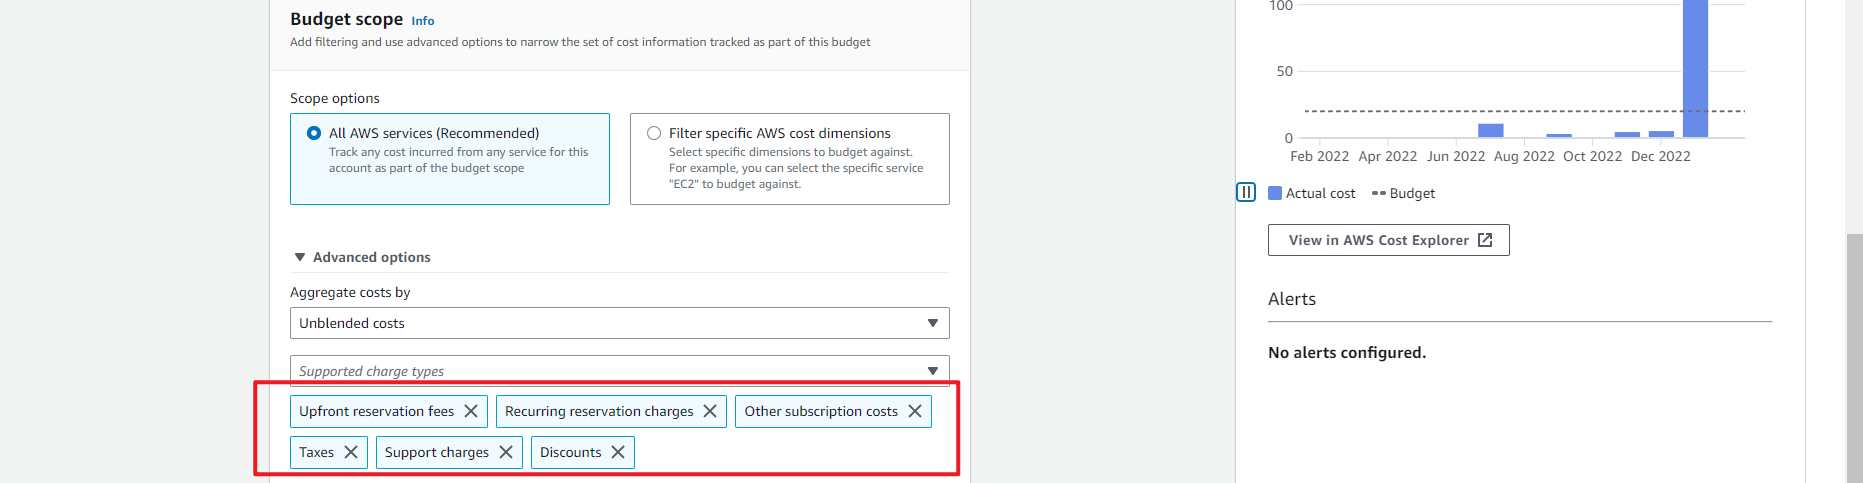 Budget scope Info
Add filtering and use advanced options to narrow the set of cost information tracked as part of this budget
Scope options
All AWS services (Recommended)
Track any cost incurred from any service for this
account as part of the budget scope
Filter specific AWS cost dimensions
Select specific dimensions to budget against.
For example, you can select the specific service
"EC2" to budget against.
Advanced options
Aggregate costs by
Unblended costs
Supported charge types
Upfront reservation fees
Recurring reservation charges
Other subscription costs
Taxes
Support charges
Discounts
100
50
0
Feb 2022 Apr 2022 Jun 2022 Aug 2022 Oct 2022 Dec 2022
Actual cost Budget
View in AWS Cost Explorer
Alerts
No alerts configured.